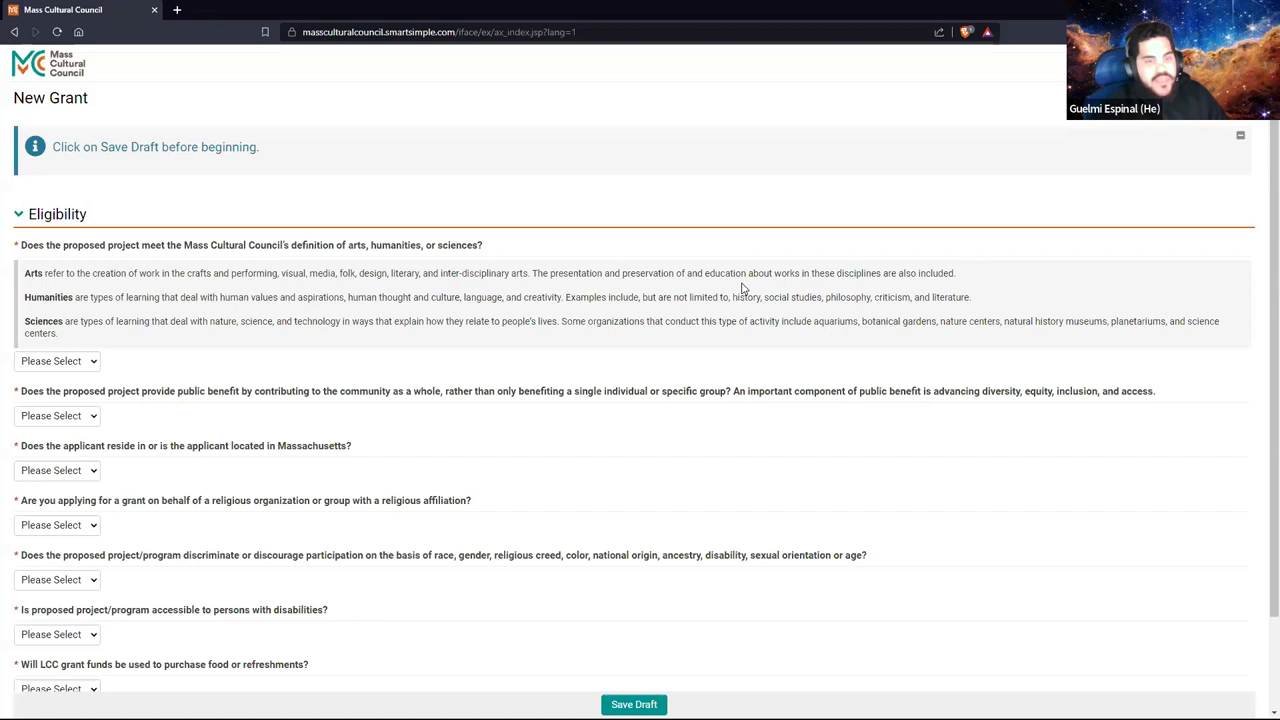 Mass Cultural Council
massculturalcouncil.smartsimple.com/iface/ex/ax_index.jsp?lang=1
Mass
Cultural
Council
Guelmi Espinal (He)
New Grant
Click on Save Draft before beginning.
Eligibility
* Does the proposed project meet the Mass Cultural Council's definition of arts, humanities, or sciences?
Arts refer to the creation of work in the crafts and performing, visual, media, folk, design, literary, and inter-disciplinary arts. The presentation and preservation of and education about works in these disciplines are also included.
Humanities are types of learning that deal with human values and aspirations, human thought and culture, language, and creativity. Examples include, but are not limited to, history, social studies, philosophy, criticism, and literature.
Sciences are types of learning that deal with nature, science, and technology in ways that explain how they relate to people's lives. Some organizations that conduct this type of activity include aquariums, botanical gardens, nature centers, natural history museums, planetariums, and science
centers.
Please Select
* Does the proposed project provide public benefit by contributing to the community as a whole, rather than only benefiting a single individual or specific group? An important component of public benefit is advancing diversity, equity, inclusion, and access.
Please Select
* Does the applicant reside in or is the applicant located in Massachusetts?
Please Select
* Are you applying for a grant on behalf of a religious organization or group with a religious affiliation?
Please Select
* Does the proposed project/program discriminate or discourage participation on the basis of race, gender, religious creed, color, national origin, ancestry, disability, sexual orientation or age?
Please Select
* Is proposed project/program accessible to persons with disabilities?
Please Select
* Will LCC grant funds be used to purchase food or refreshments?
Please Select
Save Draft